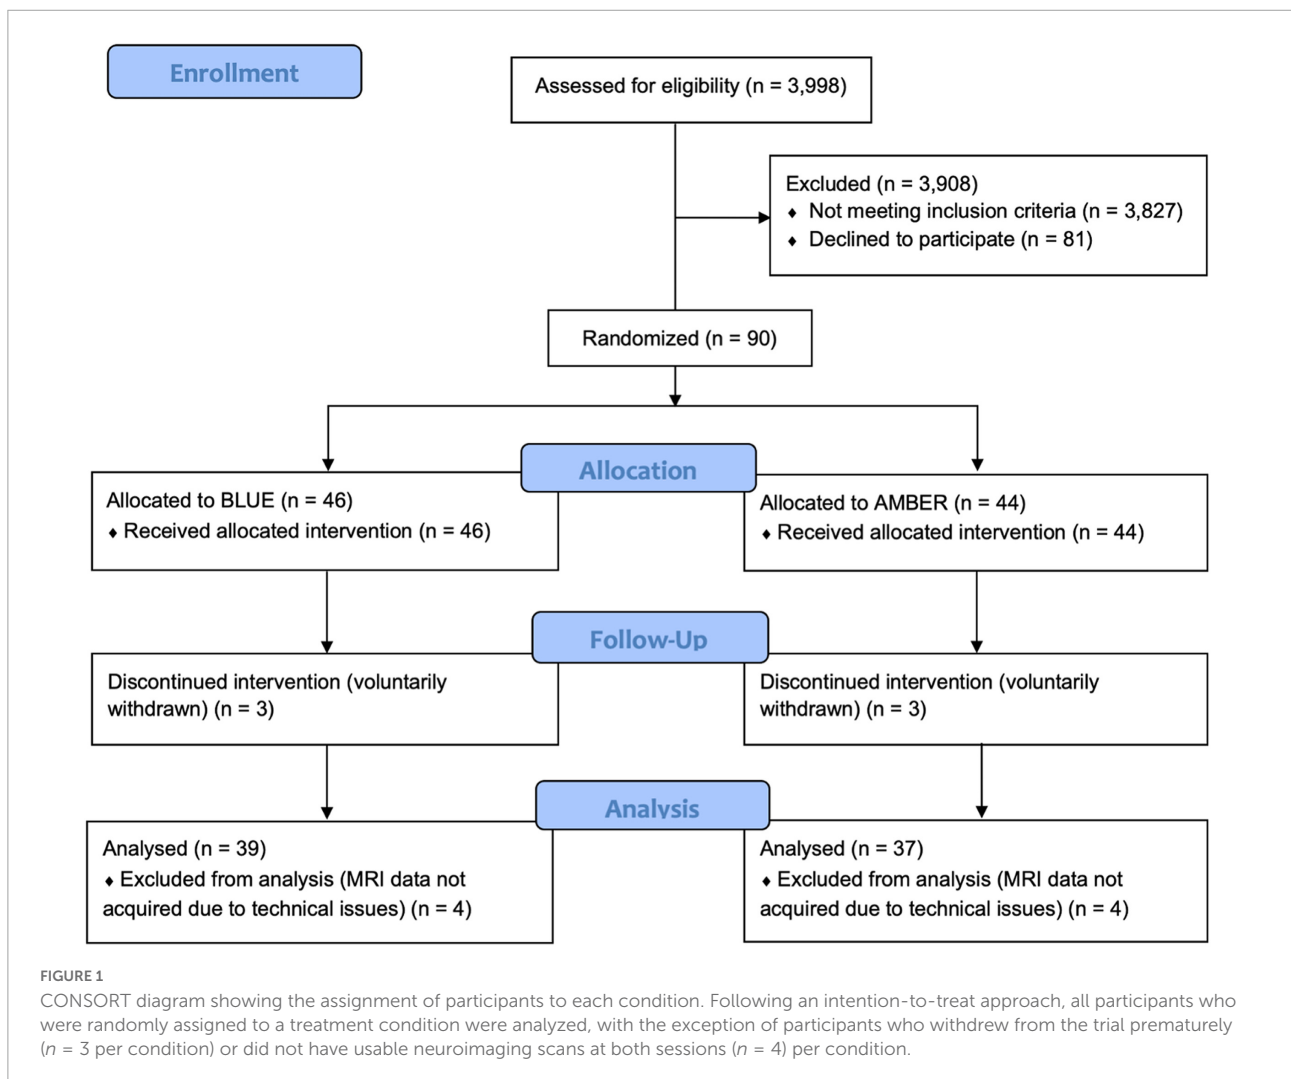 Enrollment
Assessed for eligibility (n = 3,998)
Excluded (n = 3,908)
♦ Not meeting inclusion criteria (n = 3,827)
♦ Declined to participate (n = 81)
Randomized (n = 90)
Allocation
Allocated to BLUE (n = 46)
♦ Received allocated intervention (n = 46)
Allocated to AMBER (n = 44)
♦ Received allocated intervention (n = 44)
Follow-Up
Discontinued intervention (voluntarily
withdrawn) (n = 3)
Discontinued intervention (voluntarily
withdrawn) (n = 3)
Analysis
Analysed (n = 39)
♦ Excluded from analysis (MRI data not
acquired due to technical issues) (n = 4)
Analysed (n = 37)
♦ Excluded from analysis (MRI data not
acquired due to technical issues) (n = 4)
FIGURE 1
CONSORT diagram showing the assignment of participants to each condition. Following an intention-to-treat approach, all participants who
were randomly assigned to a treatment condition were analyzed, with the exception of participants who withdrew from the trial prematurely
(n = 3 per condition) or did not have usable neuroimaging scans at both sessions (n = 4) per condition.